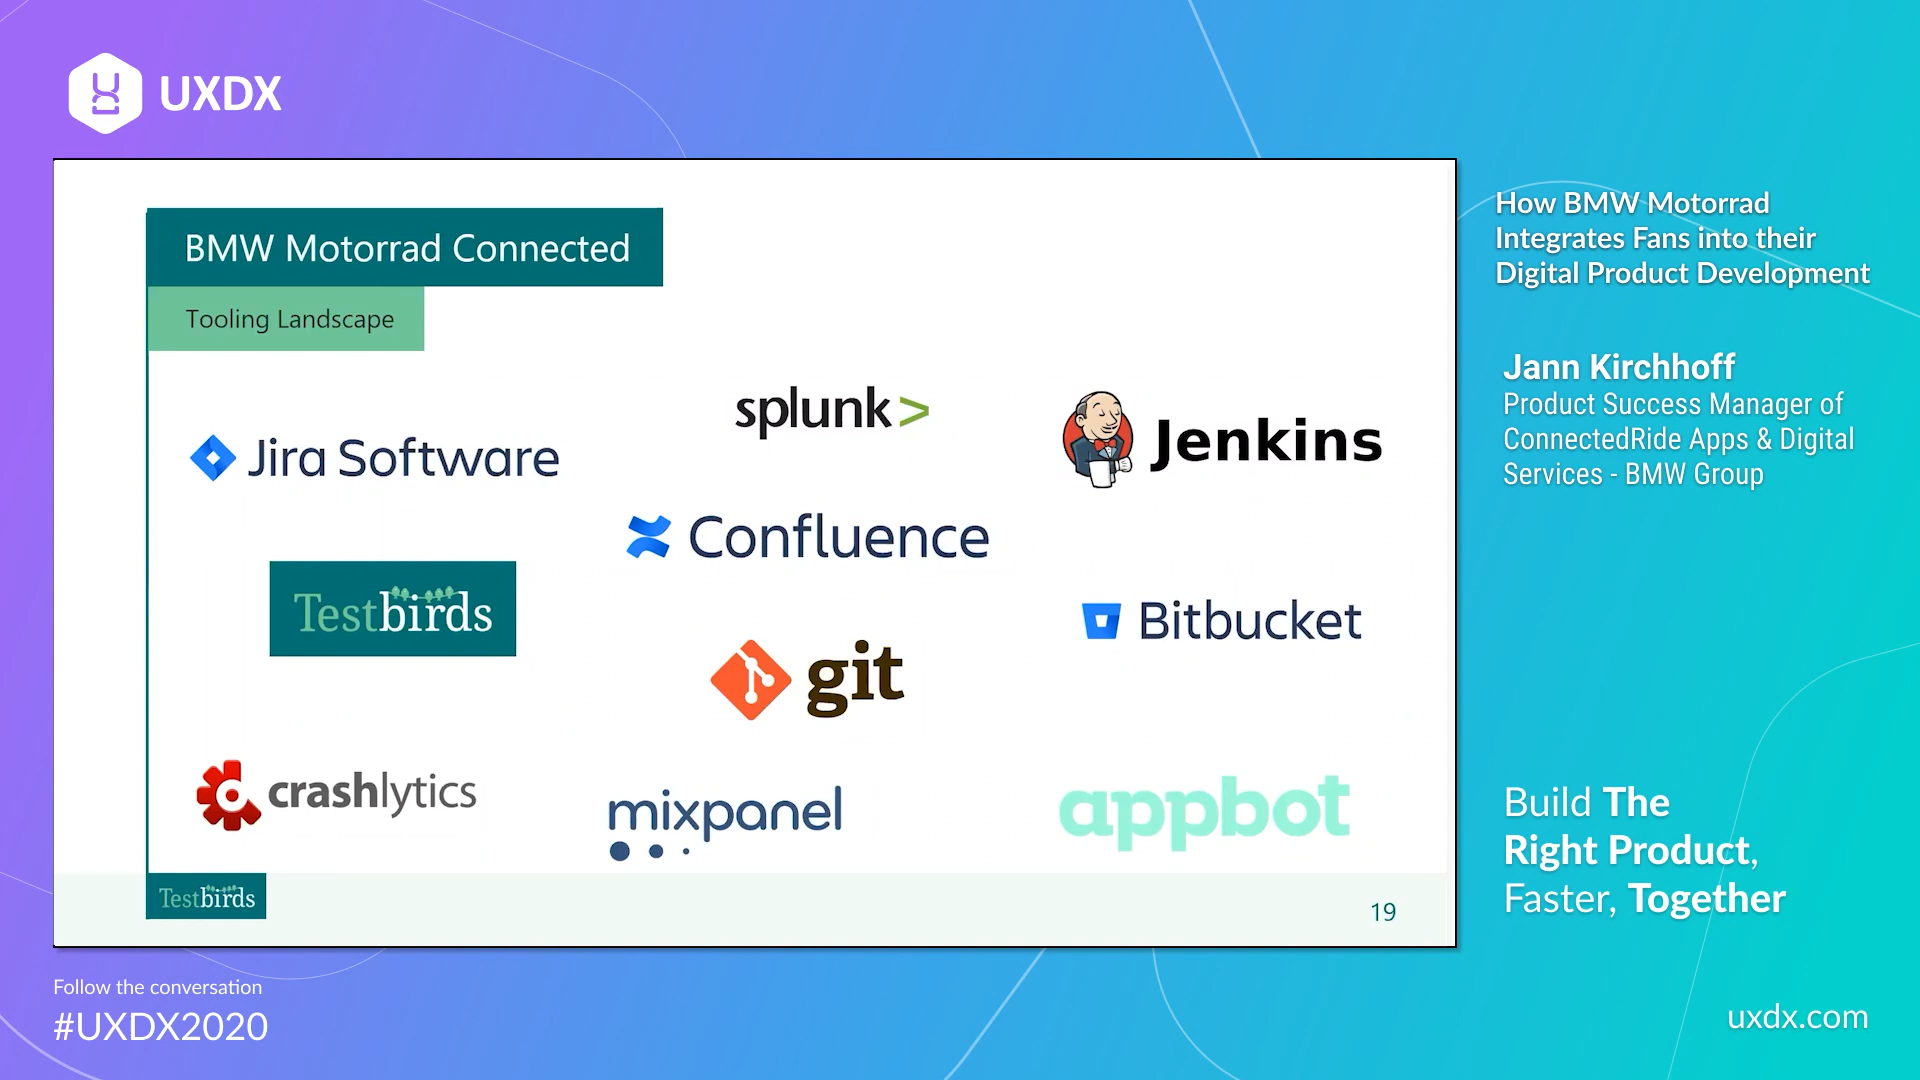 UXDX
BMW Motorrad Connected
Tooling Landscape
splunk>
Jenkins
Jira Software
Confluence
Testbirds
Bitbucket
git
crashlytics
mixpanel
appbot
Testbirds
19
How BMW Motorrad
Integrates Fans into their
Digital Product Development
Jann Kirchhoff
Product Success Manager of
ConnectedRide Apps & Digital
Services - BMW Group
Build The
Right Product,
Faster, Together
Follow the conversation
#UXDX2020
uxdx.com